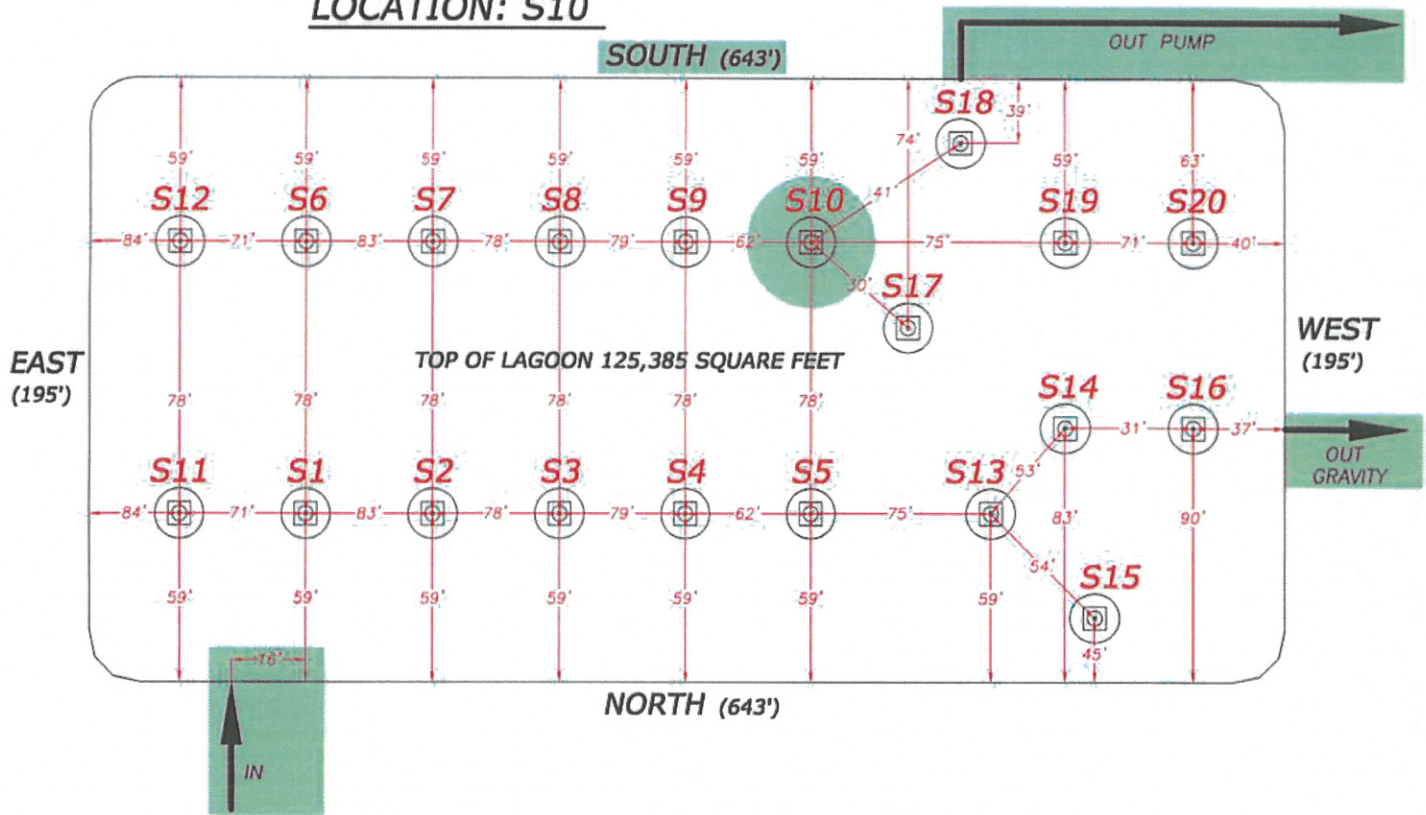 LOCATION: S10
OUT PUMP
SOUTH (643')
S18
39'
74'
59' 59' 59' 59' 59' 59' 59' 63'
41'
S12 S6 S7 S8 S9 S10 S19 S20
84' 71' 83' 78' 79' 62' 75' 71' 40'
30' S17
EAST
(195')
TOP OF LAGOON 125,385 SQUARE FEET
WEST
(195')
S14 S16
78' 78' 78' 78' 78' 78'
31' 37'
OUT
GRAVITY
S11 S1 S2 S3 S4 S5 S13
53'
84' 71' 83' 78' 79' 62' 75' 83' 90'
54'
S15
59' 59' 59' 59' 59' 59' 59'
45'
16'
NORTH (643')
IN